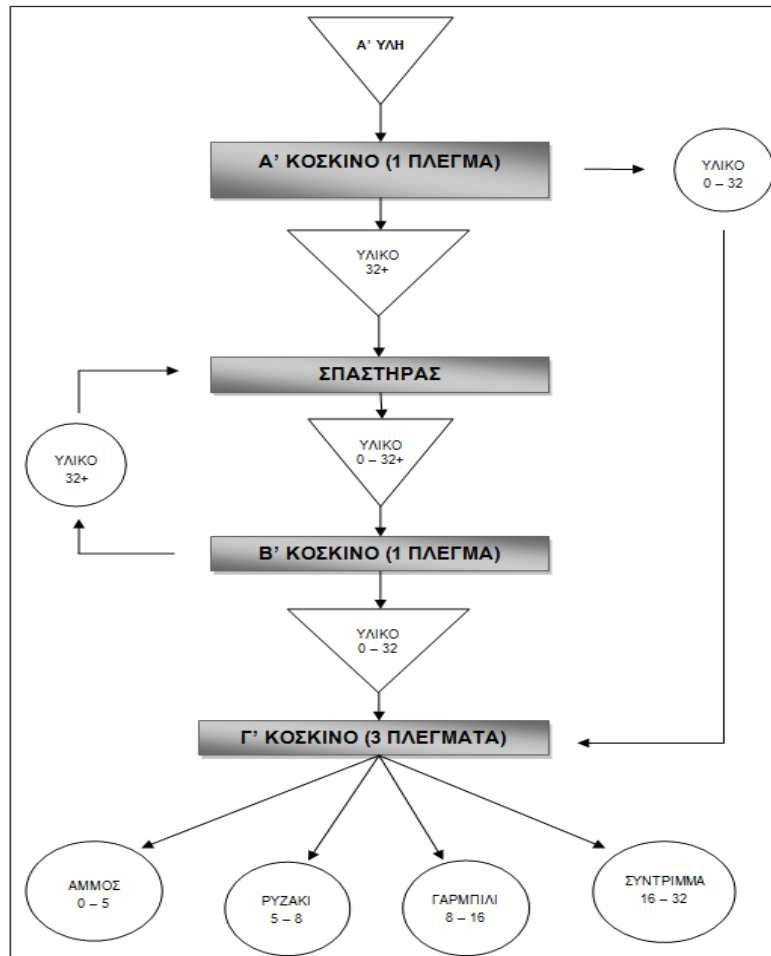 Α' ΥΛΗ
Α' ΚΟΣΚΙΝΟ (1 ΠΛΕΓΜΑ)
ΥΛΙΚΟ
0 – 32
ΥΛΙΚΟ
32+
ΣΠΑΣΤΗΡΑΣ
ΥΛΙΚΟ
0 – 32+
ΥΛΙΚΟ
32+
Β' ΚΟΣΚΙΝΟ (1 ΠΛΕΓΜΑ)
ΥΛΙΚΟ
0 – 32
Γ' ΚΟΣΚΙΝΟ (3 ΠΛΕΓΜΑΤΑ)
ΑΜΜΟΣ
0 – 5
ΡΥΖΑΚΙ
5 – 8
ΓΑΡΜΠΙΛΙ
8 – 16
ΣΥΝΤΡΙΜΜΑ
16 – 32